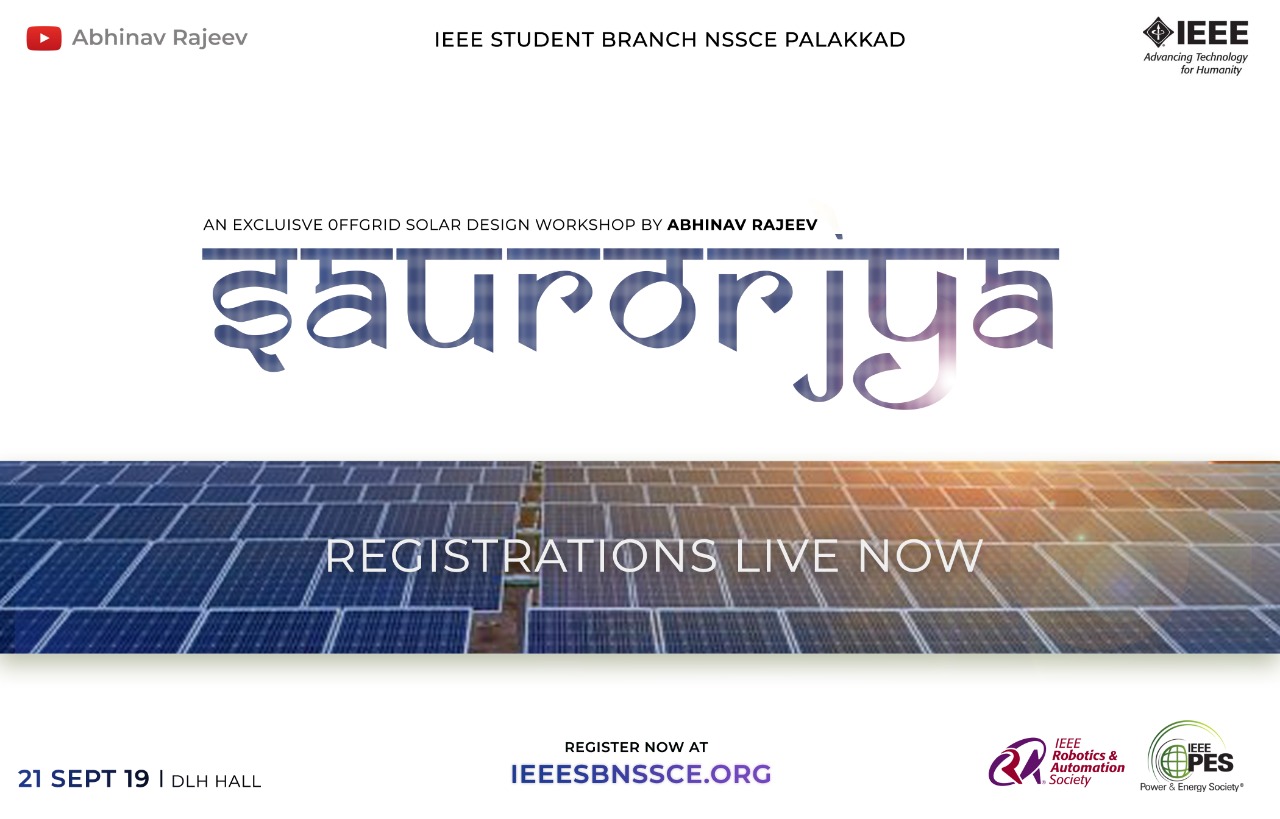 Abhinav Rajeev
IEEE STUDENT BRANCH NSSCE PALAKKAD
IEEE
Advancing Technology
for Humanity
AN EXCLUISVE 0FFGRID SOLAR DESIGN WORKSHOP BY ABHINAV RAJEEV
saurorjya
REGISTRATIONS LIVE NOW
REGISTER NOW AT
IEEESBNSSCE.ORG
21 SEPT 19 | DLH HALL
IEEE
Robotics &
Automation
Society
IEEE
PES
Power & Energy Society®